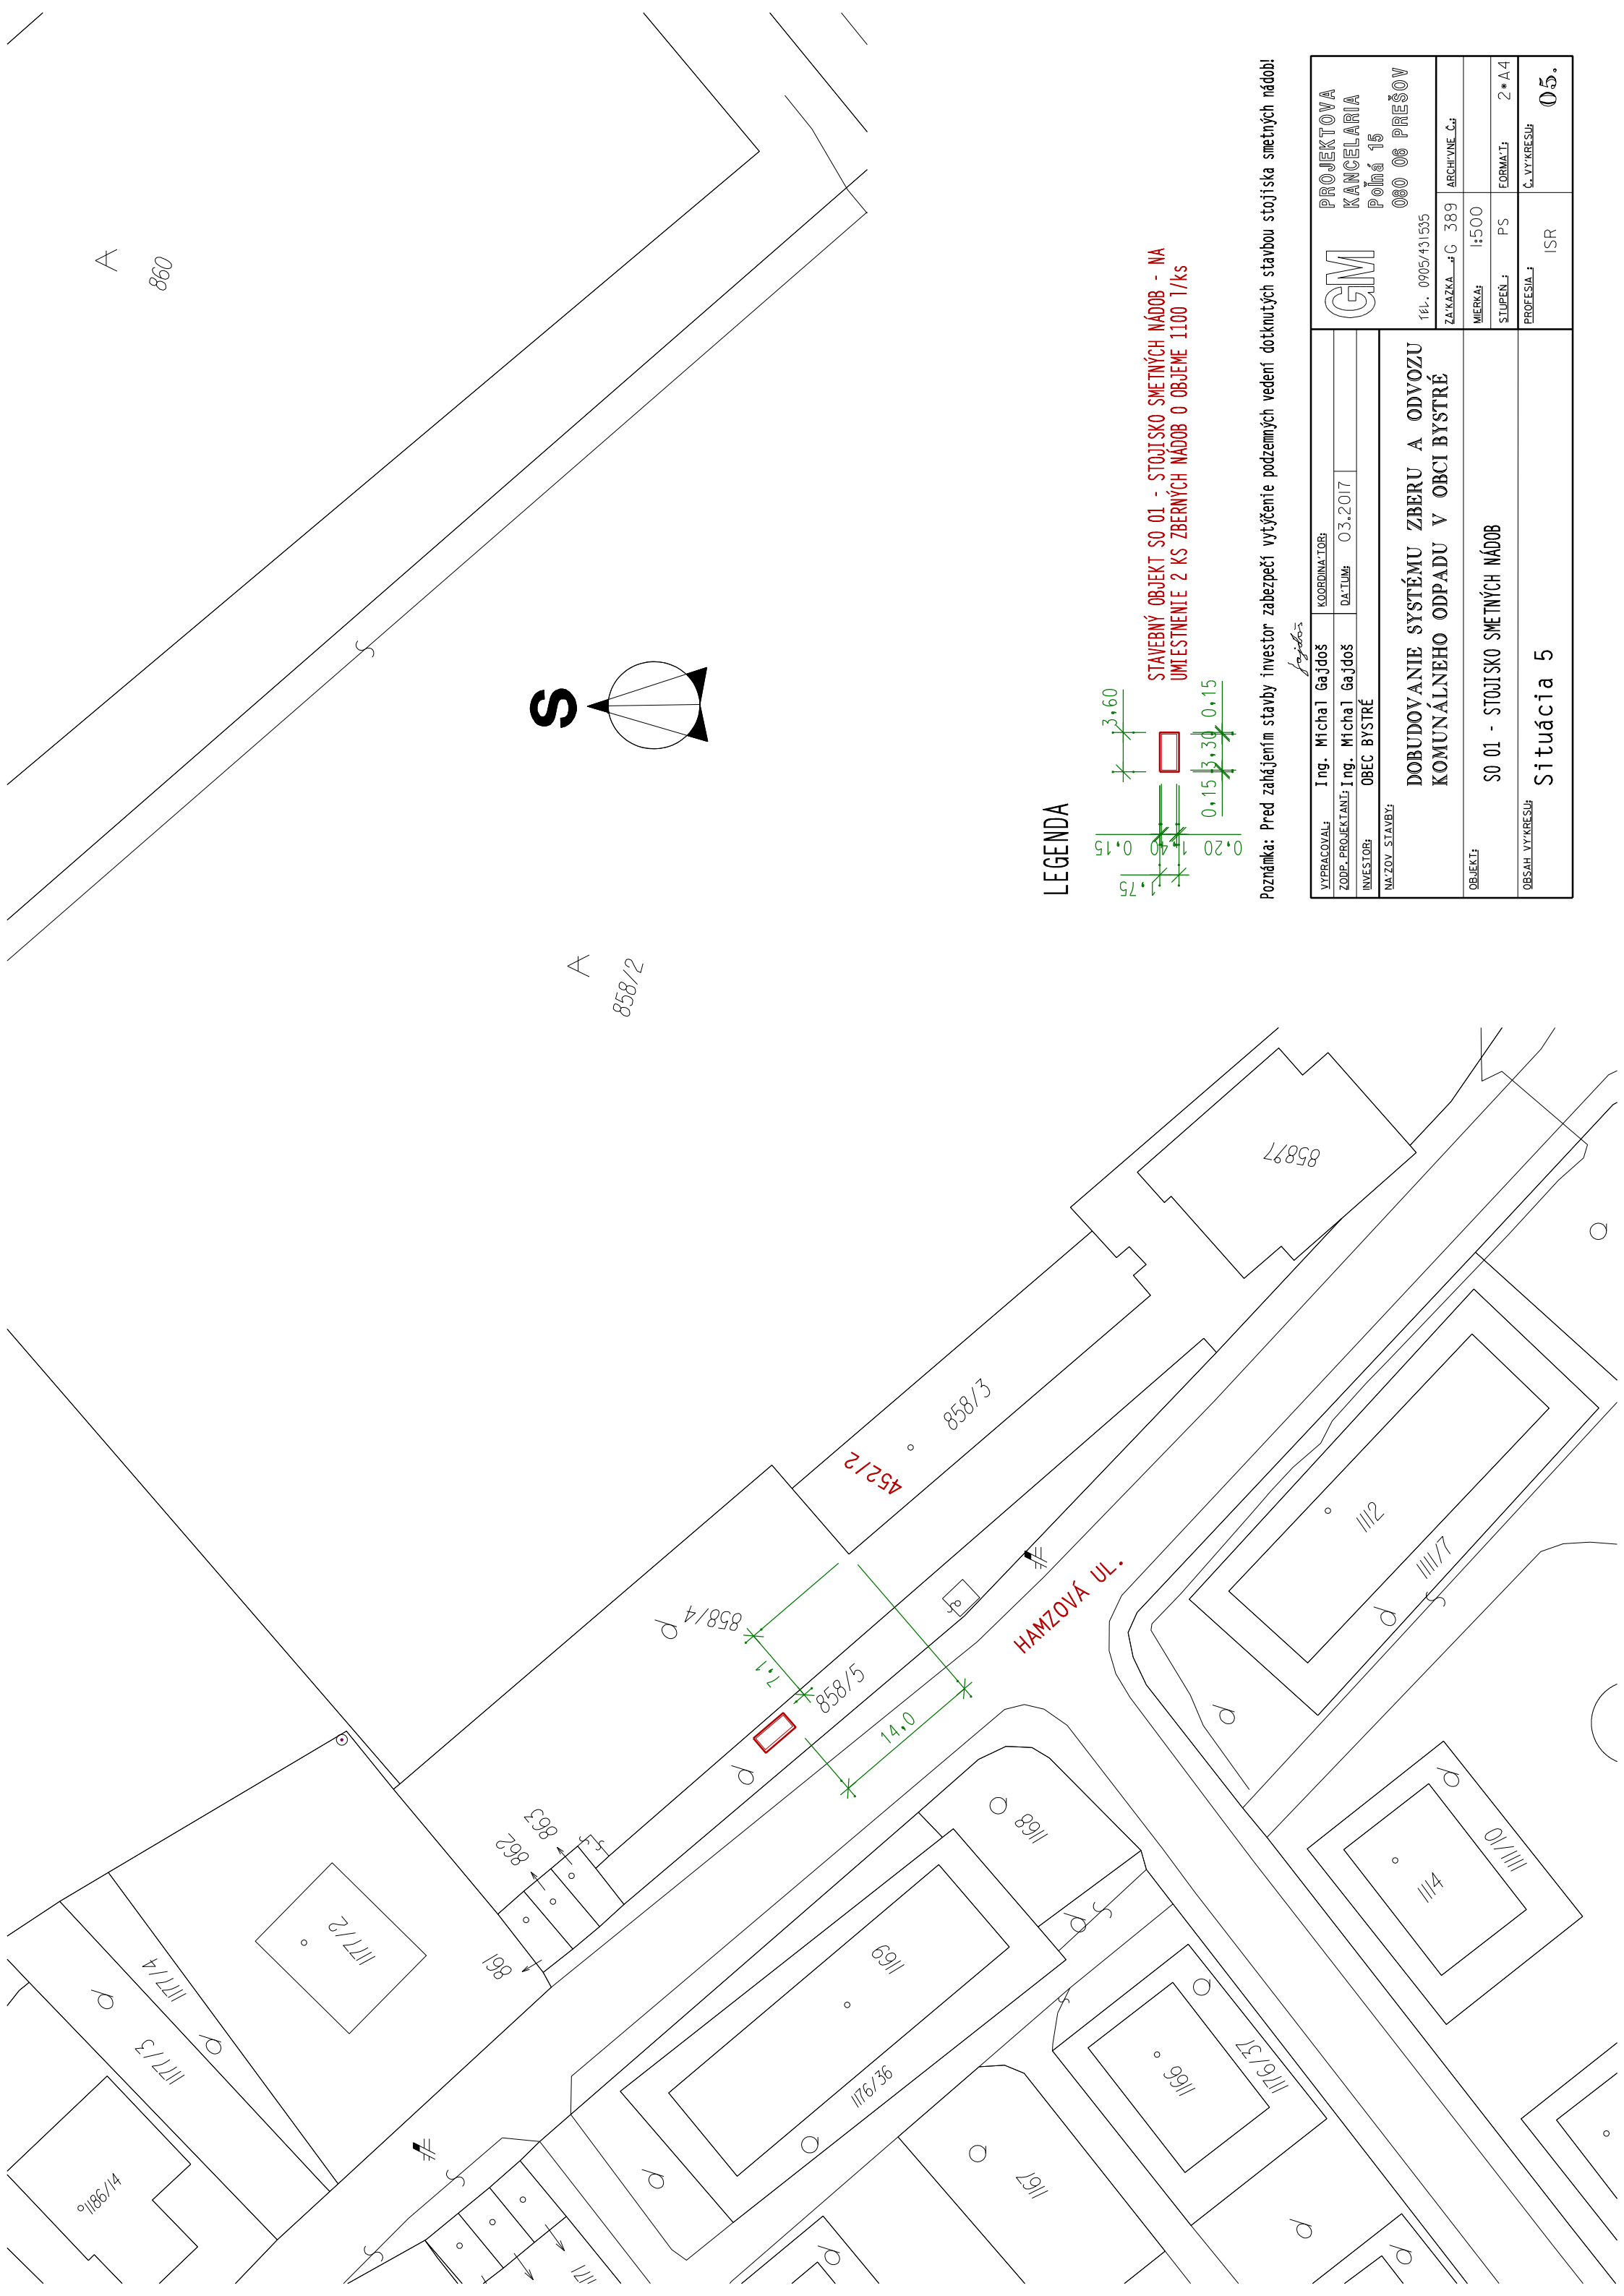 A
860
S
A
858/2
LEGENDA
3,60
0,15
3,30
0,15
0,15
1,40
0,20
1,75
STAVEBNÝ OBJEKT SO 01 - STOJISKO SMETNÝCH NÁDOB - NA
UMIESTNENIE 2 KS ZBERNÝCH NÁDOB O OBJEME 1100 l/ks
Poznámka: Pred zahájením stavby investor zabezpečí vytýčenie podzemných vedení dotknutých stavbou stojiska smetných nádob!
VYPRACOVAL: Ing. Michal Gajdoš
KOORDINÁTOR:
ZODP. PROJEKTANT: Ing. Michal Gajdoš
DÁTUM: 03.2017
INVESTOR: OBEC BYSTRÉ
NÁZOV STAVBY:
DOBUDOVANIE SYSTÉMU ZBERU A ODVOZU
KOMUNÁLNEHO ODPADU V OBCI BYSTRÉ
OBJEKT: SO 01 - STOJISKO SMETNÝCH NÁDOB
OBSAH VÝKRESU: Situácia 5
GM
PROJEKTOVA
KANCELARIA
Poľná 15
080 06 PREŠOV
TEL. 0905/431535
ZÁKAZKA : G 389
ARCHÍVNE Č.:
MIERKA: 1:500
STUPEŇ : PS
FORMÁT: 2*A4
PROFESIA : ISR
Č. VÝKRESU: 05.
858/7
858/3
452/2
858/4
7,1
858/5
14,0
HAMZOVÁ UL.
1112
1111/7
1114
1111/10
1168
1169
1176/36
1166
1176/37
1167
863
862
861
1177/2
1177/4
1177/3
1186/14
1171